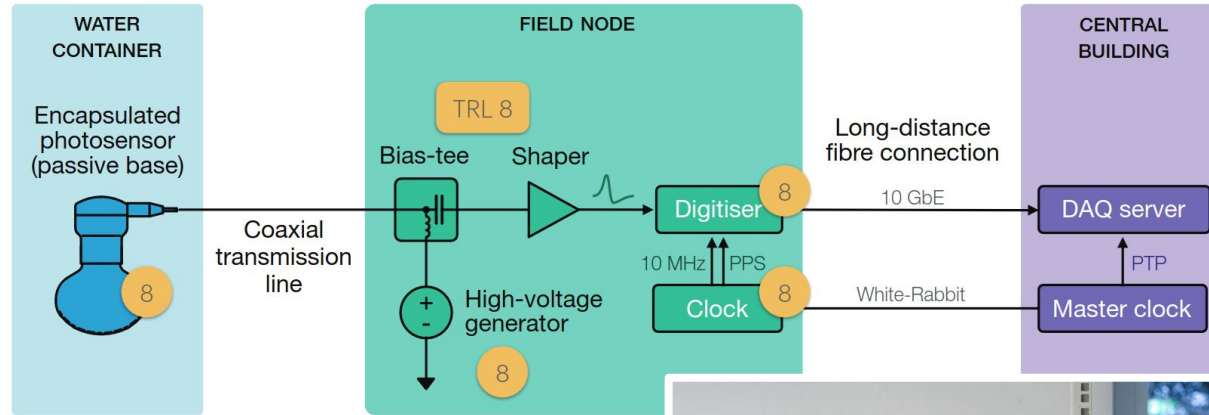 WATER
CONTAINER
FIELD NODE
CENTRAL
BUILDING
Encapsulated
photosensor
(passive base)
8
Coaxial
transmission
line
TRL 8
Bias-tee
Shaper
+
-
High-voltage
generator
8
Digitiser
8
10 MHz
PPS
Clock
8
Long-distance
fibre connection
10 GbE
White-Rabbit
DAQ server
PTP
Master clock